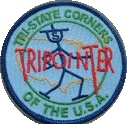 TRI-STATE CORNERS
TRIPOINTER
OF THE U.S.A.